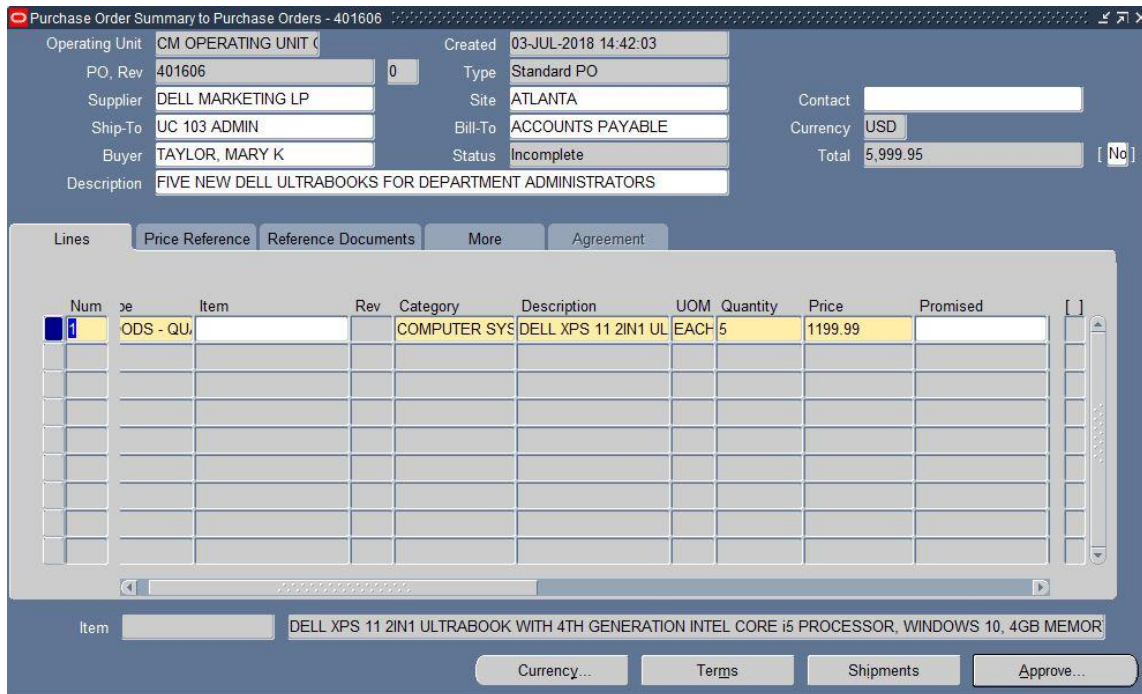 Purchase Order Summary to Purchase Orders - 401606
Operating Unit CM OPERATING UNIT ( Created 03-JUL-2018 14:42:03
PO, Rev 401606 0 Type Standard PO
Supplier DELL MARKETING LP Site ATLANTA Contact
Ship-To UC 103 ADMIN Bill-To ACCOUNTS PAYABLE Currency USD
Buyer TAYLOR, MARY K Status Incomplete Total 5,999.95 [ No ]
Description FIVE NEW DELL ULTRABOOKS FOR DEPARTMENT ADMINISTRATORS
Lines Price Reference Reference Documents More Agreement
Num pe Item Rev Category Description UOM Quantity Price Promised [ ]
1 OODS - QU COMPUTER SYS DELL XPS 11 2IN1 UL EACH 5 1199.99
Item DELL XPS 11 2IN1 ULTRABOOK WITH 4TH GENERATION INTEL CORE i5 PROCESSOR, WINDOWS 10, 4GB MEMOR
Currency... Terms Shipments Approve...